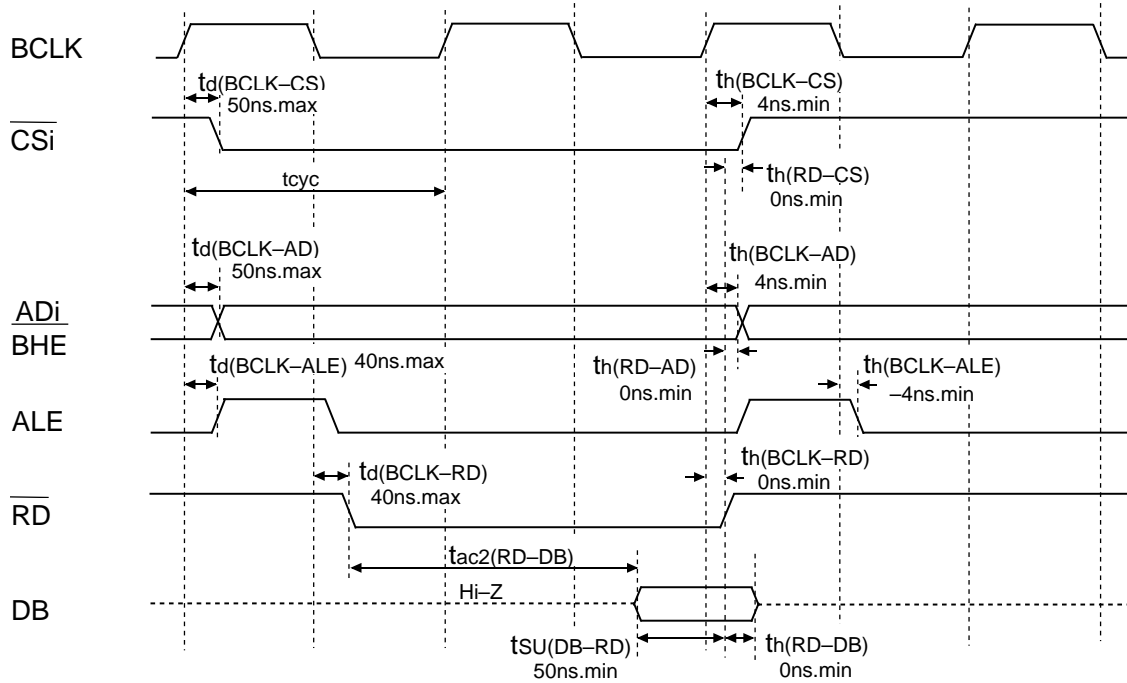 BCLK
td(BCLK–CS)
50ns.max
th(BCLK–CS)
4ns.min
CSi
tcyc
th(RD–CS)
0ns.min
td(BCLK–AD)
50ns.max
th(BCLK–AD)
4ns.min
ADi
BHE
td(BCLK–ALE) 40ns.max
th(RD–AD)
0ns.min
th(BCLK–ALE)
–4ns.min
ALE
td(BCLK–RD)
40ns.max
th(BCLK–RD)
0ns.min
RD
tac2(RD–DB)
Hi–Z
DB
tSU(DB–RD)
50ns.min
th(RD–DB)
0ns.min